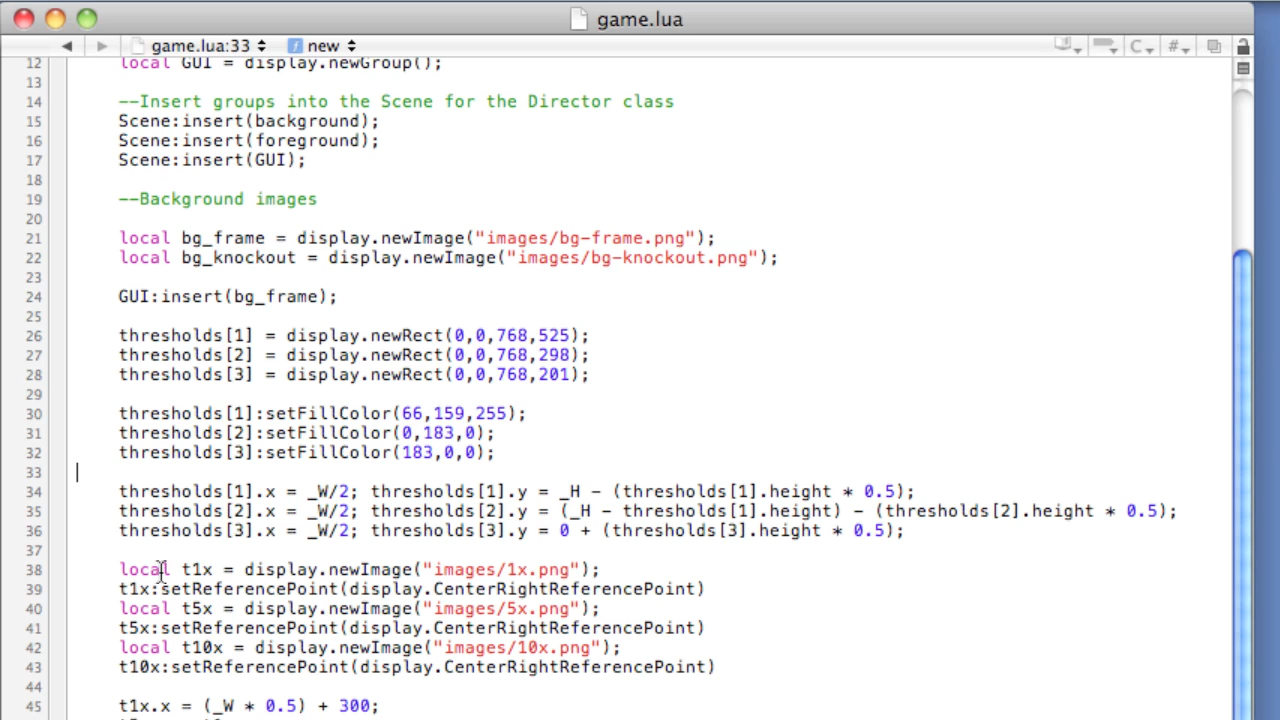 game.lua
game.lua:33 f new C #
12 local GUI = display.newGroup();
13
14 --Insert groups into the Scene for the Director class
15 Scene:insert(background);
16 Scene:insert(foreground);
17 Scene:insert(GUI);
18
19 --Background images
20
21 local bg_frame = display.newImage("images/bg-frame.png");
22 local bg_knockout = display.newImage("images/bg-knockout.png");
23
24 GUI:insert(bg_frame);
25
26 thresholds[1] = display.newRect(0,0,768,525);
27 thresholds[2] = display.newRect(0,0,768,298);
28 thresholds[3] = display.newRect(0,0,768,201);
29
30 thresholds[1]:setFillColor(66,159,255);
31 thresholds[2]:setFillColor(0,183,0);
32 thresholds[3]:setFillColor(183,0,0);
33
34 thresholds[1].x = _W/2; thresholds[1].y = _H - (thresholds[1].height * 0.5);
35 thresholds[2].x = _W/2; thresholds[2].y = (_H - thresholds[1].height) - (thresholds[2].height * 0.5);
36 thresholds[3].x = _W/2; thresholds[3].y = 0 + (thresholds[3].height * 0.5);
37
38 local t1x = display.newImage("images/1x.png");
39 t1x:setReferencePoint(display.CenterRightReferencePoint)
40 local t5x = display.newImage("images/5x.png");
41 t5x:setReferencePoint(display.CenterRightReferencePoint)
42 local t10x = display.newImage("images/10x.png");
43 t10x:setReferencePoint(display.CenterRightReferencePoint)
44
45 t1x.x = (_W * 0.5) + 300;